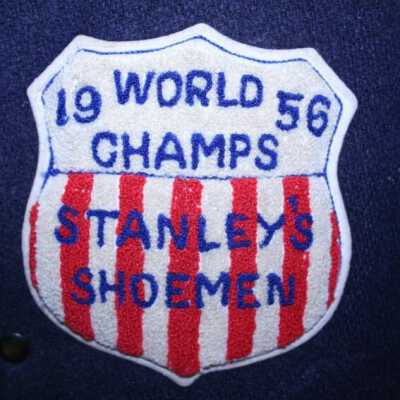 19 WORLD 56
CHAMPS
STANLEY'S
SHOEMEN